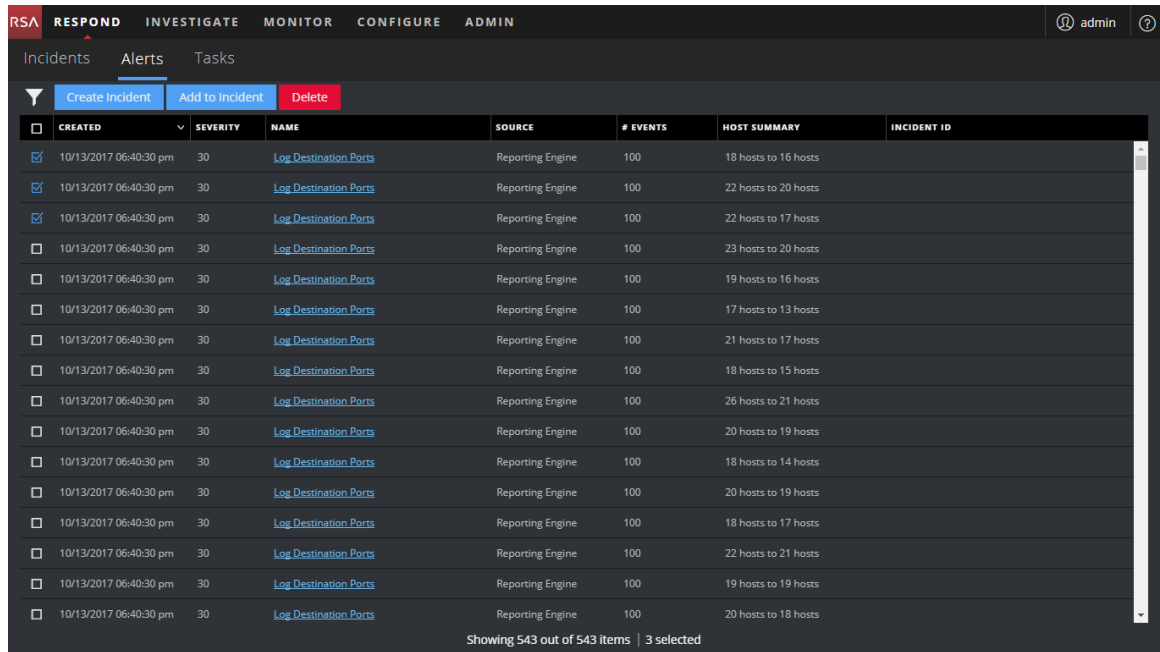 RSA RESPOND INVESTIGATE MONITOR CONFIGURE ADMIN admin ?
Incidents Alerts Tasks
Create Incident Add to Incident Delete
CREATED SEVERITY NAME SOURCE # EVENTS HOST SUMMARY INCIDENT ID
10/13/2017 06:40:30 pm 30 Log Destination Ports Reporting Engine 100 18 hosts to 16 hosts
10/13/2017 06:40:30 pm 30 Log Destination Ports Reporting Engine 100 22 hosts to 20 hosts
10/13/2017 06:40:30 pm 30 Log Destination Ports Reporting Engine 100 22 hosts to 17 hosts
10/13/2017 06:40:30 pm 30 Log Destination Ports Reporting Engine 100 23 hosts to 20 hosts
10/13/2017 06:40:30 pm 30 Log Destination Ports Reporting Engine 100 19 hosts to 16 hosts
10/13/2017 06:40:30 pm 30 Log Destination Ports Reporting Engine 100 17 hosts to 13 hosts
10/13/2017 06:40:30 pm 30 Log Destination Ports Reporting Engine 100 21 hosts to 17 hosts
10/13/2017 06:40:30 pm 30 Log Destination Ports Reporting Engine 100 18 hosts to 15 hosts
10/13/2017 06:40:30 pm 30 Log Destination Ports Reporting Engine 100 26 hosts to 21 hosts
10/13/2017 06:40:30 pm 30 Log Destination Ports Reporting Engine 100 20 hosts to 19 hosts
10/13/2017 06:40:30 pm 30 Log Destination Ports Reporting Engine 100 18 hosts to 14 hosts
10/13/2017 06:40:30 pm 30 Log Destination Ports Reporting Engine 100 20 hosts to 19 hosts
10/13/2017 06:40:30 pm 30 Log Destination Ports Reporting Engine 100 18 hosts to 17 hosts
10/13/2017 06:40:30 pm 30 Log Destination Ports Reporting Engine 100 22 hosts to 21 hosts
10/13/2017 06:40:30 pm 30 Log Destination Ports Reporting Engine 100 19 hosts to 19 hosts
10/13/2017 06:40:30 pm 30 Log Destination Ports Reporting Engine 100 20 hosts to 18 hosts
Showing 543 out of 543 items | 3 selected